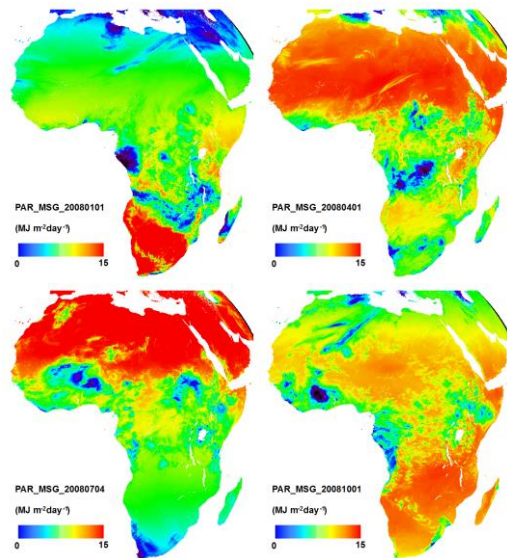 PAR_MSG_20080101
(MJ m⁻²day⁻¹)
0 15
PAR_MSG_20080401
(MJ m⁻²day⁻¹)
0 15
PAR_MSG_20080704
(MJ m⁻²day⁻¹)
0 15
PAR_MSG_20081001
(MJ m⁻²day⁻¹)
0 15